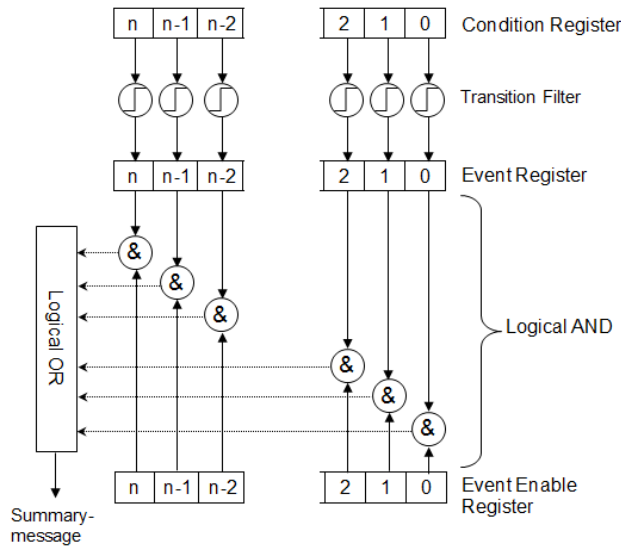 n n-1 n-2 2 1 0 Condition Register
Transition Filter
n n-1 n-2 2 1 0 Event Register
&
&
&
Logical OR
Logical AND
&
&
&
n n-1 n-2 2 1 0 Event Enable
Register
Summary-
message